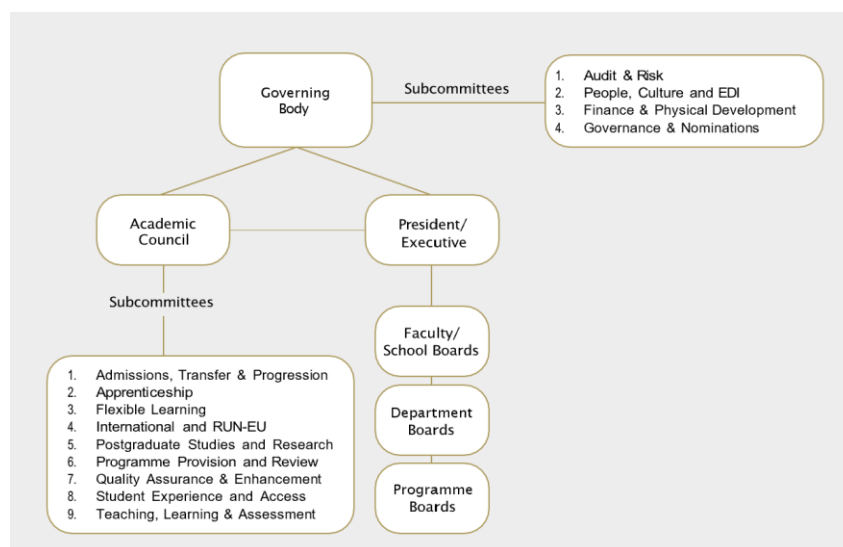 Governing
Body
Subcommittees
1. Audit & Risk
2. People, Culture and EDI
3. Finance & Physical Development
4. Governance & Nominations
Academic
Council
President/
Executive
Subcommittees
1. Admissions, Transfer & Progression
2. Apprenticeship
3. Flexible Learning
4. International and RUN-EU
5. Postgraduate Studies and Research
6. Programme Provision and Review
7. Quality Assurance & Enhancement
8. Student Experience and Access
9. Teaching, Learning & Assessment
Faculty/
School Boards
Department
Boards
Programme
Boards